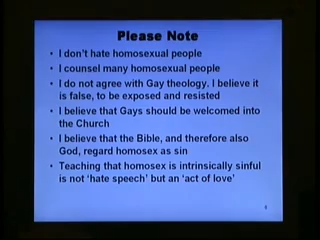 Please Note
• I don't hate homosexual people
• I counsel many homosexual people
• I do not agree with Gay theology. I believe it
is false, to be exposed and resisted
• I believe that Gays should be welcomed into
the Church
• I believe that the Bible, and therefore also
God, regard homosex as sin
• Teaching that homosex is intrinsically sinful
is not 'hate speech' but an 'act of love'